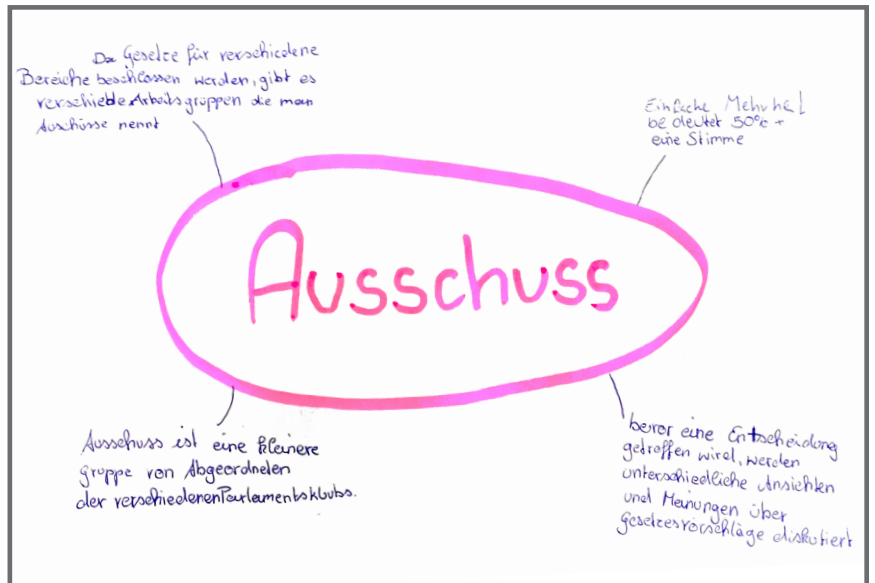 Da Gesetze für verschiedene
Bereiche beschlossen werden, gibt es
verschiede Arbeitsgruppen die man
Auschüsse nennt
Einfache Mehrheit
bedeutet 50% +
eine Stimme
Ausschuss
Ausschuss ist eine kleinere
gruppe von Abgeordneten
der verschiedenen Parlamentsklubs.
bevor eine Entscheidung
getroffen wird, werden
unterschiedliche Ansichten
und Meinungen über
Gesetzesvorschläge diskutiert